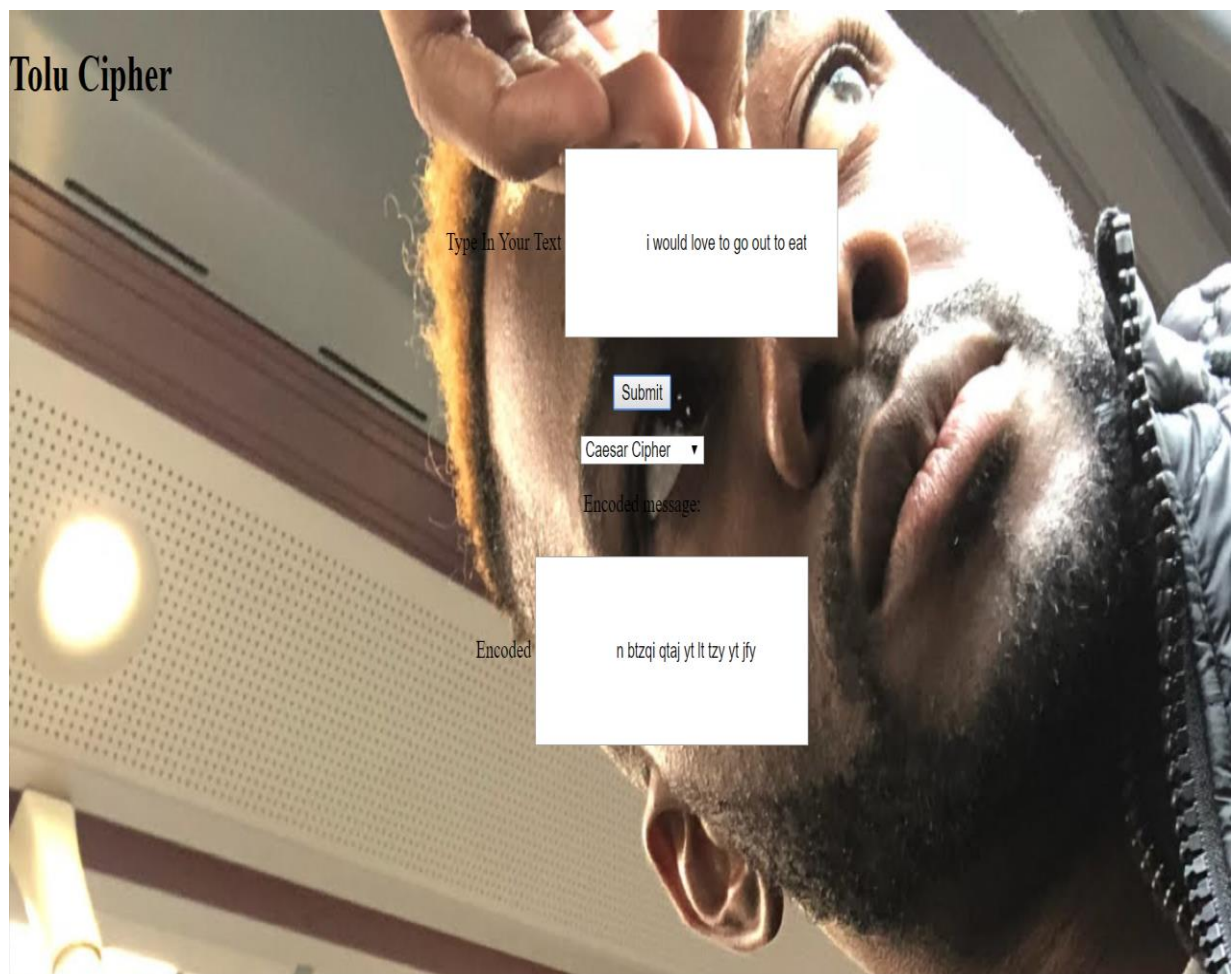 Tolu Cipher
Type In Your Text i would love to go out to eat
Submit
Caesar Cipher
Encoded message:
Encoded n btzqi qtaj yt lt tzy yt jfy